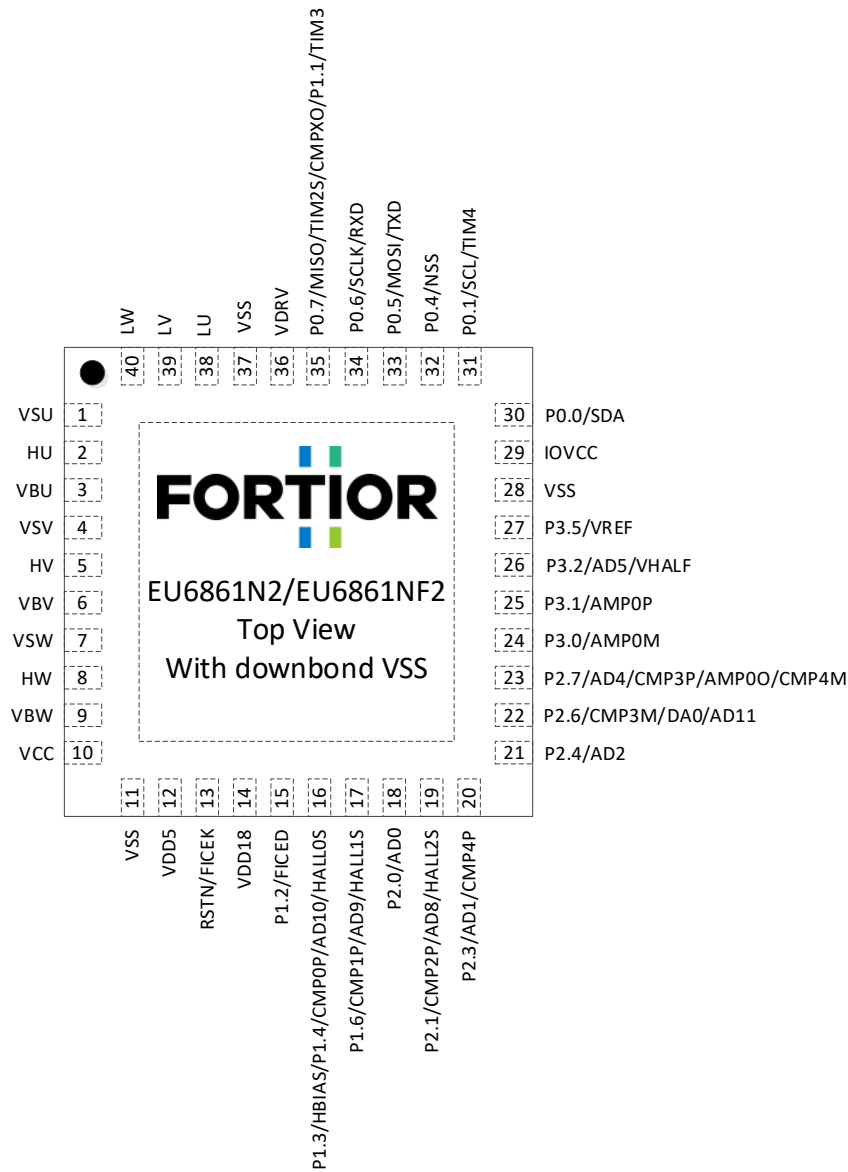 P0.7/MISO/TIM2S/CMPXO/P1.1/TIM3
P0.6/SCLK/RXD
P0.5/MOSI/TXD
P0.4/NSS
P0.1/SCL/TIM4
LW
LV
LU
VSS
VDRV
40
39
38
37
36
35
34
33
32
31
VSU 1
HU 2
VBU 3
VSV 4
HV 5
VBV 6
VSW 7
HW 8
VBW 9
VCC 10
FORTIOR
EU6861N2/EU6861NF2
Top View
With downbond VSS
30 P0.0/SDA
29 IOVCC
28 VSS
27 P3.5/VREF
26 P3.2/AD5/VHALF
25 P3.1/AMP0P
24 P3.0/AMP0M
23 P2.7/AD4/CMP3P/AMP0O/CMP4M
22 P2.6/CMP3M/DA0/AD11
21 P2.4/AD2
11
12
13
14
15
16
17
18
19
20
VSS
VDD5
RSTN/FICEK
VDD18
P1.2/FICED
P1.3/HBIAS/P1.4/CMP0P/AD10/HALL0S
P1.6/CMP1P/AD9/HALL1S
P2.0/AD0
P2.1/CMP2P/AD8/HALL2S
P2.3/AD1/CMP4P